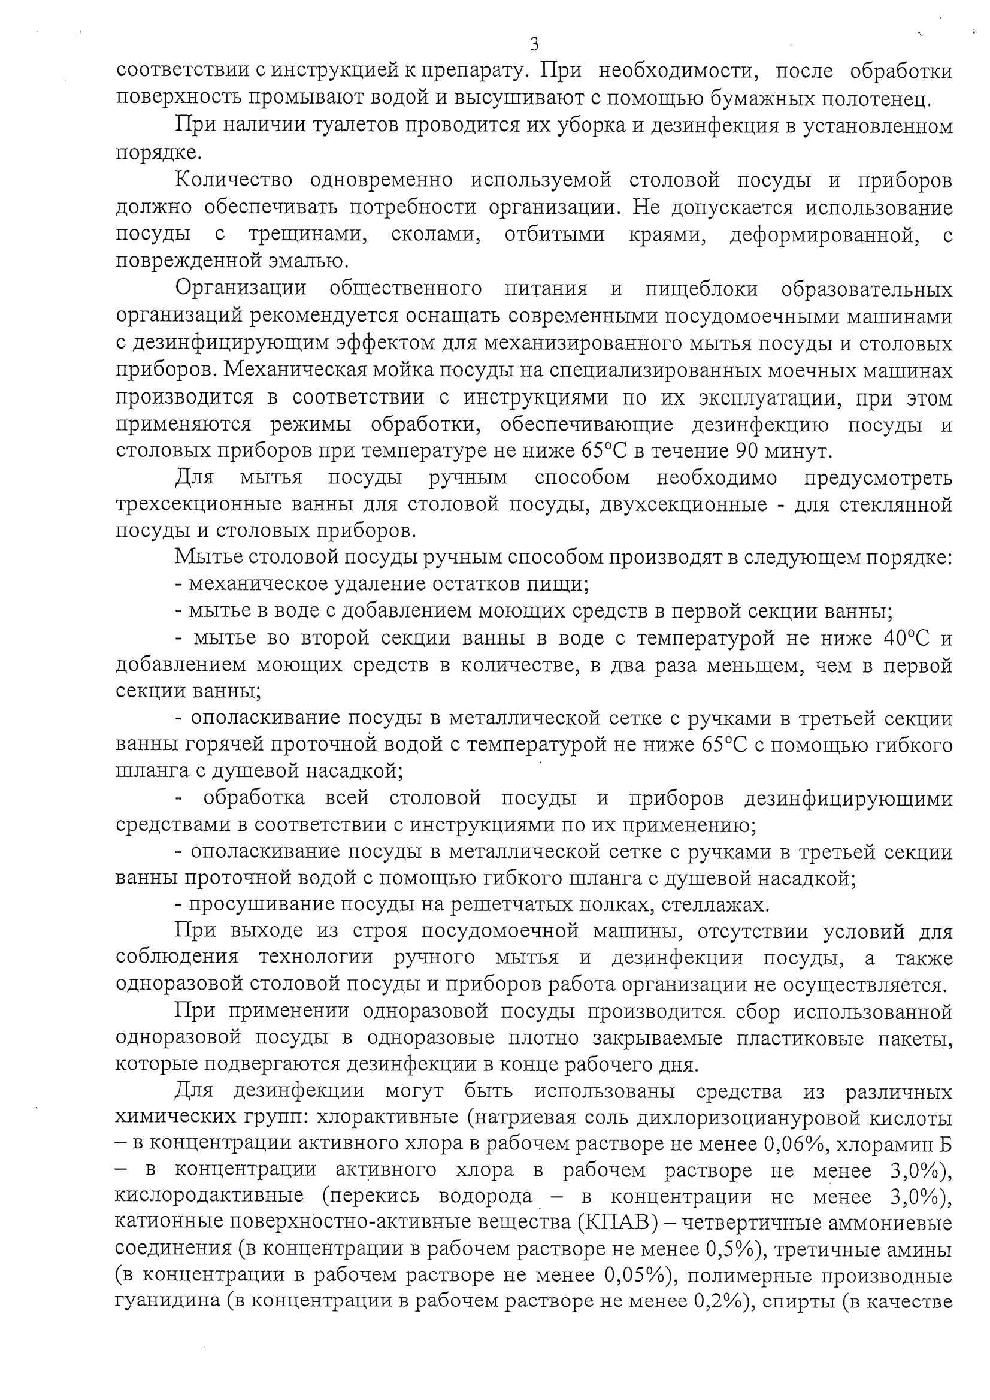 3
соответствии с инструкцией к препарату. При необходимости, после обработки
поверхность промывают водой и высушивают с помощью бумажных полотенец.
При наличии туалетов проводится их уборка и дезинфекция в установленном
порядке.
Количество одновременно используемой столовой посуды и приборов
должно обеспечивать потребности организации. Не допускается использование
посуды с трещинами, сколами, отбитыми краями, деформированной, с
поврежденной эмалью.
Организации общественного питания и пищеблоки образовательных
организаций рекомендуется оснащать современными посудомоечными машинами
с дезинфицирующим эффектом для механизированного мытья посуды и столовых
приборов. Механическая мойка посуды на специализированных моечных машинах
производится в соответствии с инструкциями по их эксплуатации, при этом
применяются режимы обработки, обеспечивающие дезинфекцию посуды и
столовых приборов при температуре не ниже 65°С в течение 90 минут.
Для мытья посуды ручным способом необходимо предусмотреть
трехсекционные ванны для столовой посуды, двухсекционные - для стеклянной
посуды и столовых приборов.
Мытье столовой посуды ручным способом производят в следующем порядке:
- механическое удаление остатков пищи;
- мытье в воде с добавлением моющих средств в первой секции ванны;
- мытье во второй секции ванны в воде с температурой не ниже 40°С и
добавлением моющих средств в количестве, в два раза меньшем, чем в первой
секции ванны;
- ополаскивание посуды в металлической сетке с ручками в третьей секции
ванны горячей проточной водой с температурой не ниже 65°С с помощью гибкого
шланга с душевой насадкой;
- обработка всей столовой посуды и приборов дезинфицирующими
средствами в соответствии с инструкциями по их применению;
- ополаскивание посуды в металлической сетке с ручками в третьей секции
ванны проточной водой с помощью гибкого шланга с душевой насадкой;
- просушивание посуды на решетчатых полках, стеллажах.
При выходе из строя посудомоечной машины, отсутствии условий для
соблюдения технологии ручного мытья и дезинфекции посуды, а также
одноразовой столовой посуды и приборов работа организации не осуществляется.
При применении одноразовой посуды производится сбор использованной
одноразовой посуды в одноразовые плотно закрываемые пластиковые пакеты,
которые подвергаются дезинфекции в конце рабочего дня.
Для дезинфекции могут быть использованы средства из различных
химических групп: хлорактивные (натриевая соль дихлоризоциануровой кислоты
– в концентрации активного хлора в рабочем растворе не менее 0,06%, хлорамин Б
– в концентрации активного хлора в рабочем растворе не менее 3,0%),
кислородактивные (перекись водорода – в концентрации не менее 3,0%),
катионные поверхностно-активные вещества (КПАВ) – четвертичные аммониевые
соединения (в концентрации в рабочем растворе не менее 0,5%), третичные амины
(в концентрации в рабочем растворе не менее 0,05%), полимерные производные
гуанидина (в концентрации в рабочем растворе не менее 0,2%), спирты (в качестве